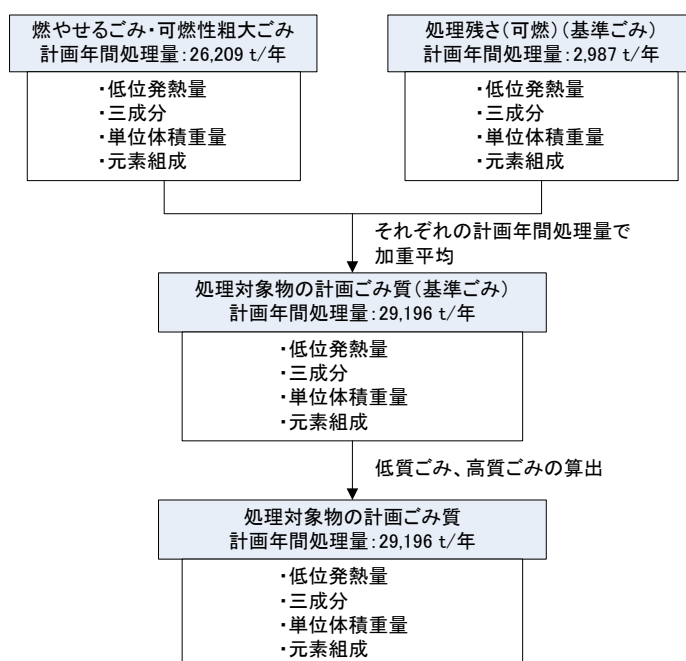 燃やせるごみ・可燃性粗大ごみ
計画年間処理量:26,209 t/年
・低位発熱量
・三成分
・単位体積重量
・元素組成
処理残さ(可燃)(基準ごみ)
計画年間処理量:2,987 t/年
・低位発熱量
・三成分
・単位体積重量
・元素組成
それぞれの計画年間処理量で
加重平均
処理対象物の計画ごみ質(基準ごみ)
計画年間処理量:29,196 t/年
・低位発熱量
・三成分
・単位体積重量
・元素組成
低質ごみ、高質ごみの算出
処理対象物の計画ごみ質
計画年間処理量:29,196 t/年
・低位発熱量
・三成分
・単位体積重量
・元素組成